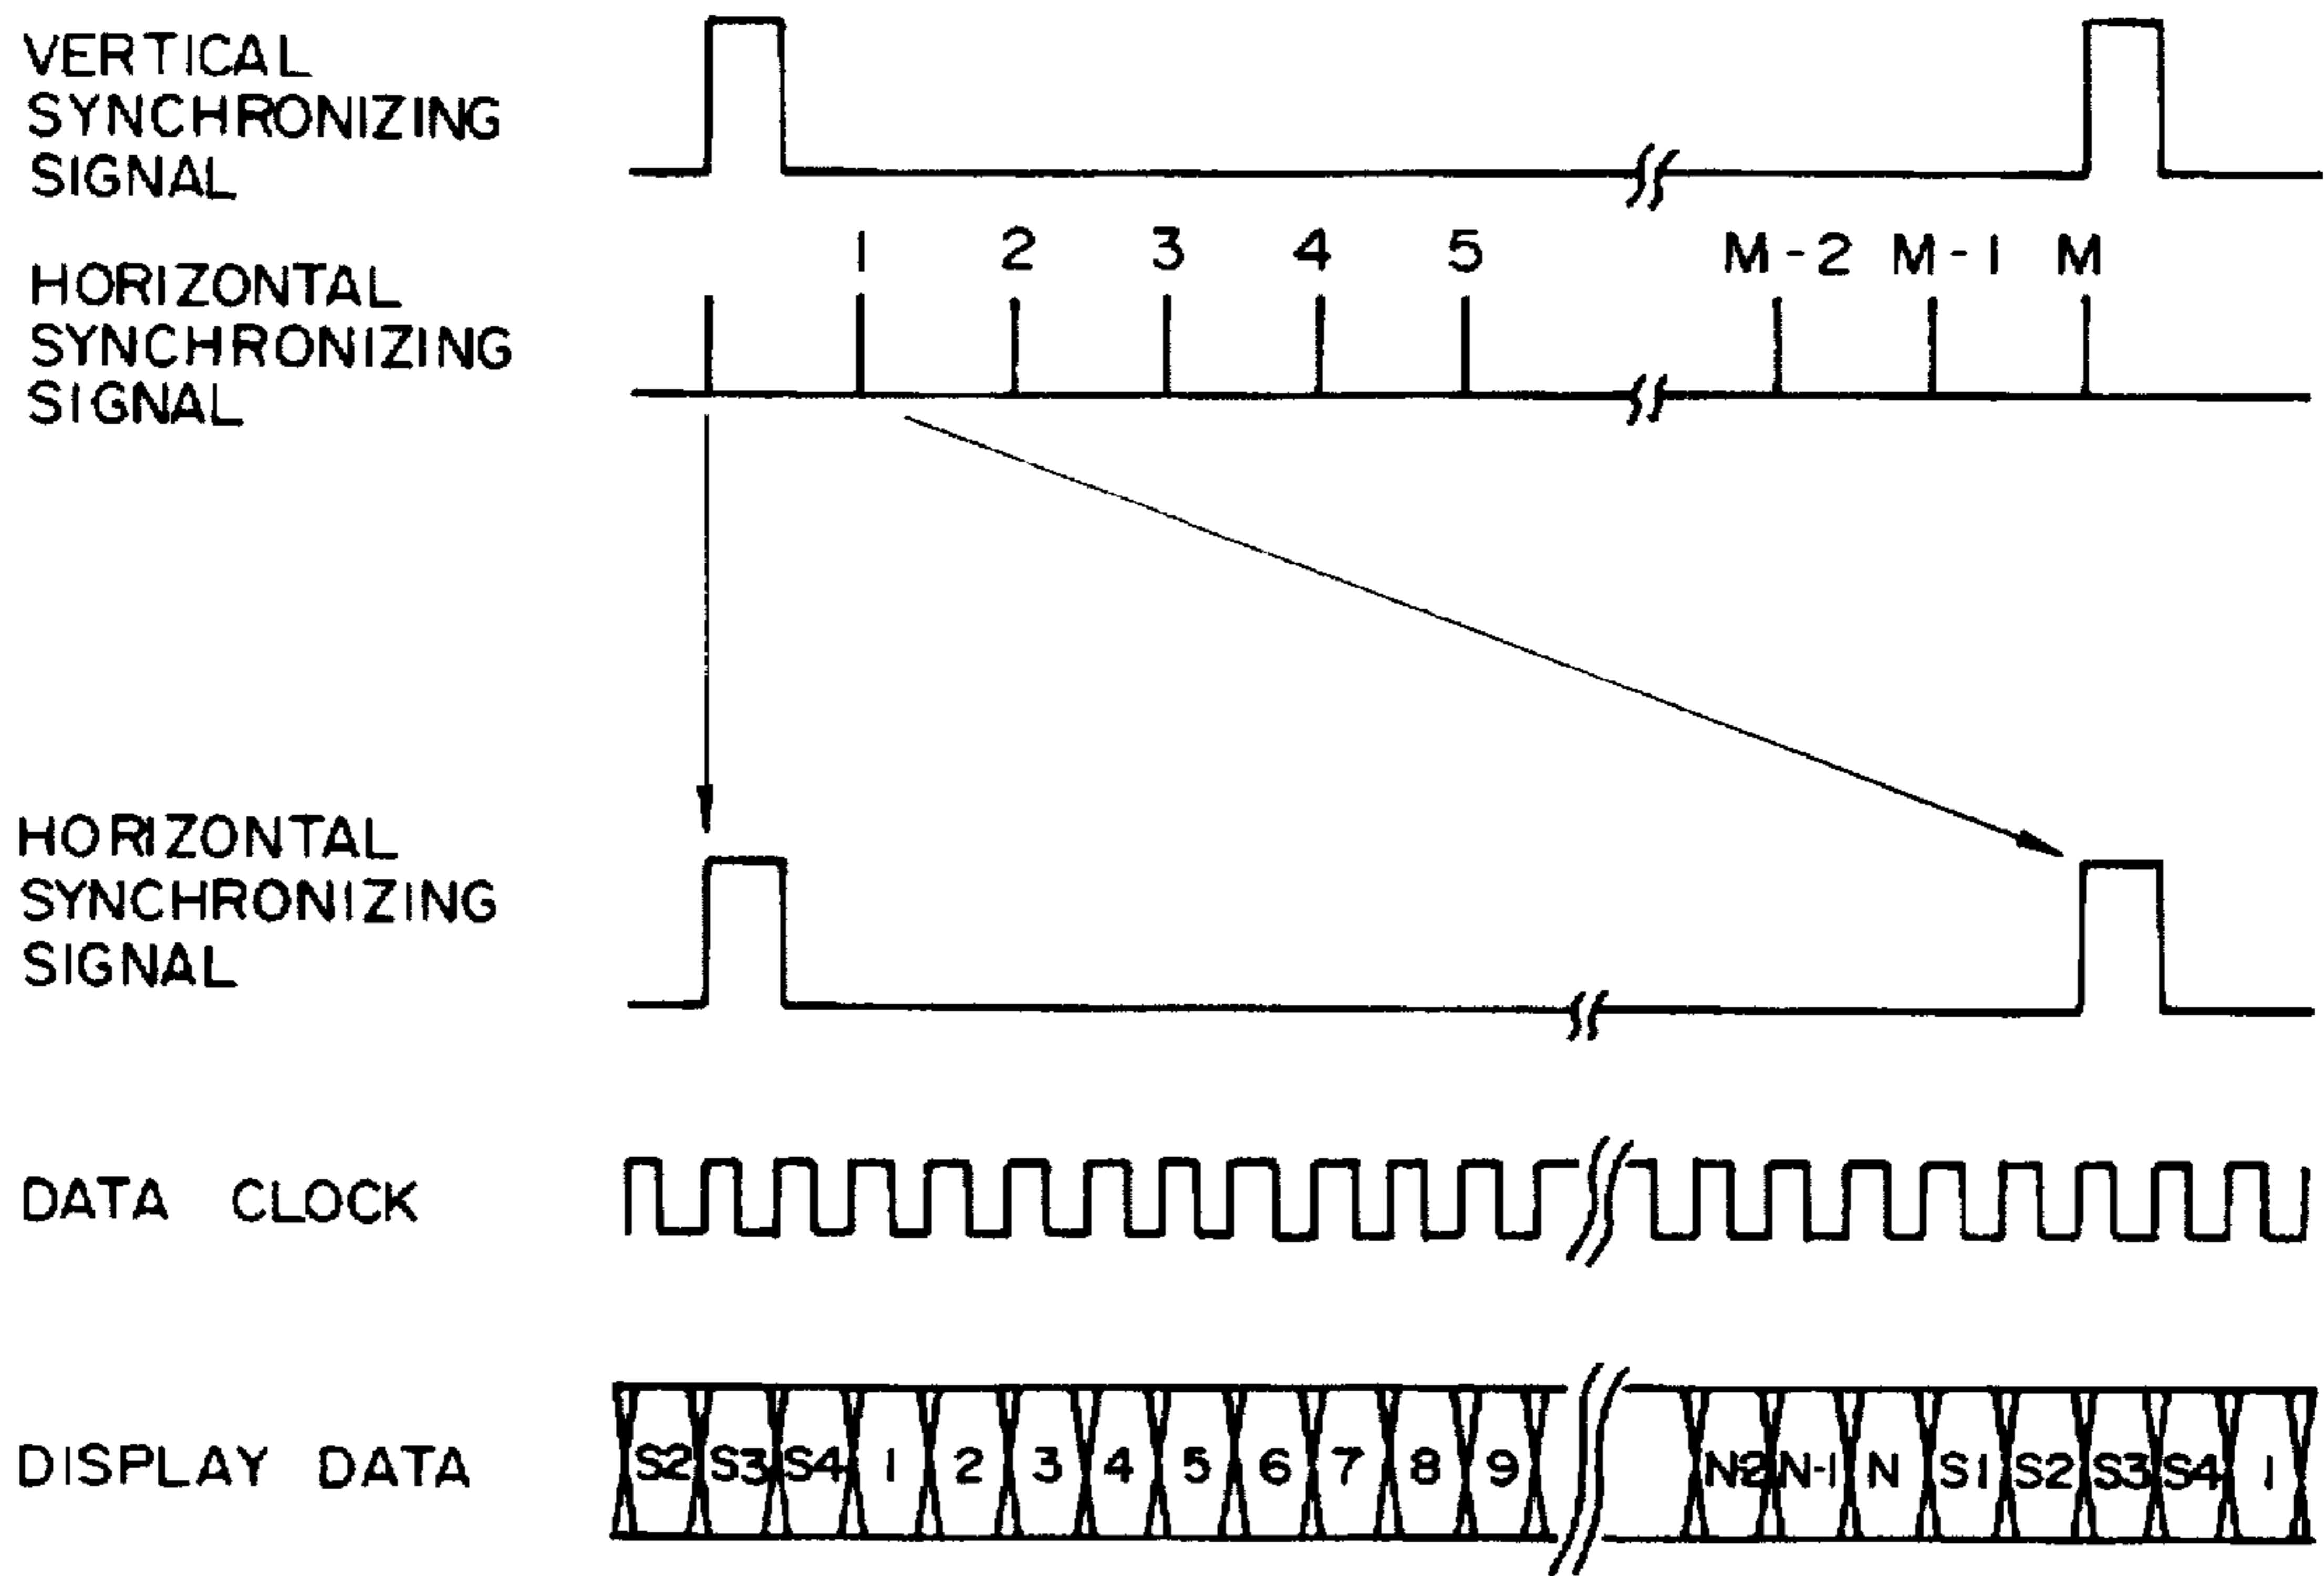 VERTICAL
SYNCHRONIZING
SIGNAL
1 2 3 4 5 M-2 M-1 M
HORIZONTAL
SYNCHRONIZING
SIGNAL
HORIZONTAL
SYNCHRONIZING
SIGNAL
DATA CLOCK
DISPLAY DATA S2 S3 S4 1 2 3 4 5 6 7 8 9 N2 N-1 N S1 S2 S3 S4 1